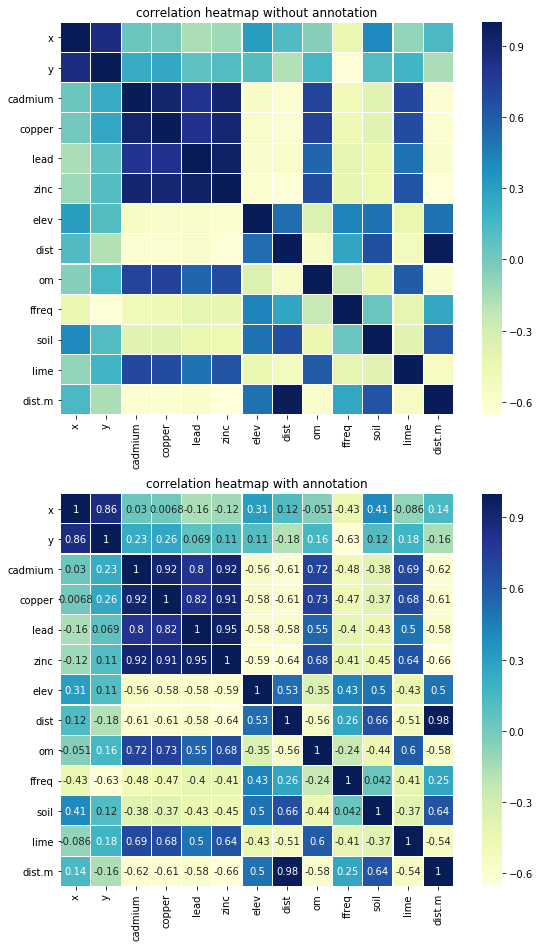 correlation heatmap without annotation
x
y
cadmium
copper
lead
zinc
elev
dist
om
ffreq
soil
lime
dist.m
x
y
cadmium
copper
lead
zinc
elev
dist
om
ffreq
soil
lime
dist.m
0.9
0.6
0.3
0.0
−0.3
−0.6
correlation heatmap with annotation
x 1 0.86 0.03 0.0068 -0.16 -0.12 0.31 0.12 -0.051 -0.43 0.41 -0.086 0.14
y 0.86 1 0.23 0.26 0.069 0.11 0.11 -0.18 0.16 -0.63 0.12 0.18 -0.16
cadmium 0.03 0.23 1 0.92 0.8 0.92 -0.56 -0.61 0.72 -0.48 -0.38 0.69 -0.62
copper 0.0068 0.26 0.92 1 0.82 0.91 -0.58 -0.61 0.73 -0.47 -0.37 0.68 -0.61
lead -0.16 0.069 0.8 0.82 1 0.95 -0.58 -0.58 0.55 -0.4 -0.43 0.5 -0.58
zinc -0.12 0.11 0.92 0.91 0.95 1 -0.59 -0.64 0.68 -0.41 -0.45 0.64 -0.66
elev 0.31 0.11 -0.56 -0.58 -0.58 -0.59 1 0.53 -0.35 0.43 0.5 -0.43 0.5
dist 0.12 -0.18 -0.61 -0.61 -0.58 -0.64 0.53 1 -0.56 0.26 0.66 -0.51 0.98
om -0.051 0.16 0.72 0.73 0.55 0.68 -0.35 -0.56 1 -0.24 -0.44 0.6 -0.58
ffreq -0.43 -0.63 -0.48 -0.47 -0.4 -0.41 0.43 0.26 -0.24 1 0.042 -0.41 0.25
soil 0.41 0.12 -0.38 -0.37 -0.43 -0.45 0.5 0.66 -0.44 0.042 1 -0.37 0.64
lime -0.086 0.18 0.69 0.68 0.5 0.64 -0.43 -0.51 0.6 -0.41 -0.37 1 -0.54
dist.m 0.14 -0.16 -0.62 -0.61 -0.58 -0.66 0.5 0.98 -0.58 0.25 0.64 -0.54 1
x
y
cadmium
copper
lead
zinc
elev
dist
om
ffreq
soil
lime
dist.m
0.9
0.6
0.3
0.0
−0.3
−0.6